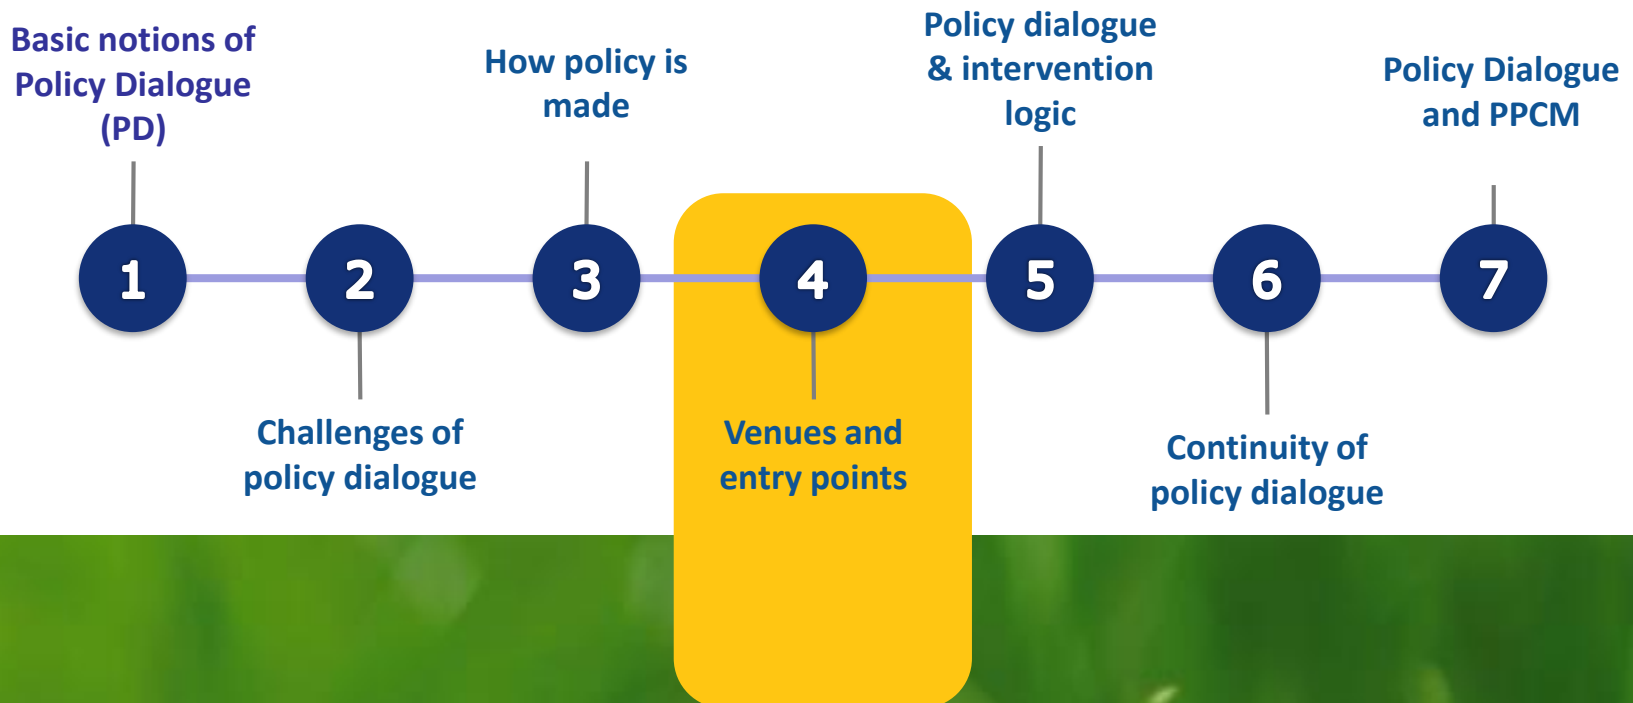 Basic notions of
Policy Dialogue
(PD)
How policy is
made
Policy dialogue
& intervention
logic
Policy Dialogue
and PPCM
1
2
3
4
5
6
7
Challenges of
policy dialogue
Venues and
entry points
Continuity of
policy dialogue